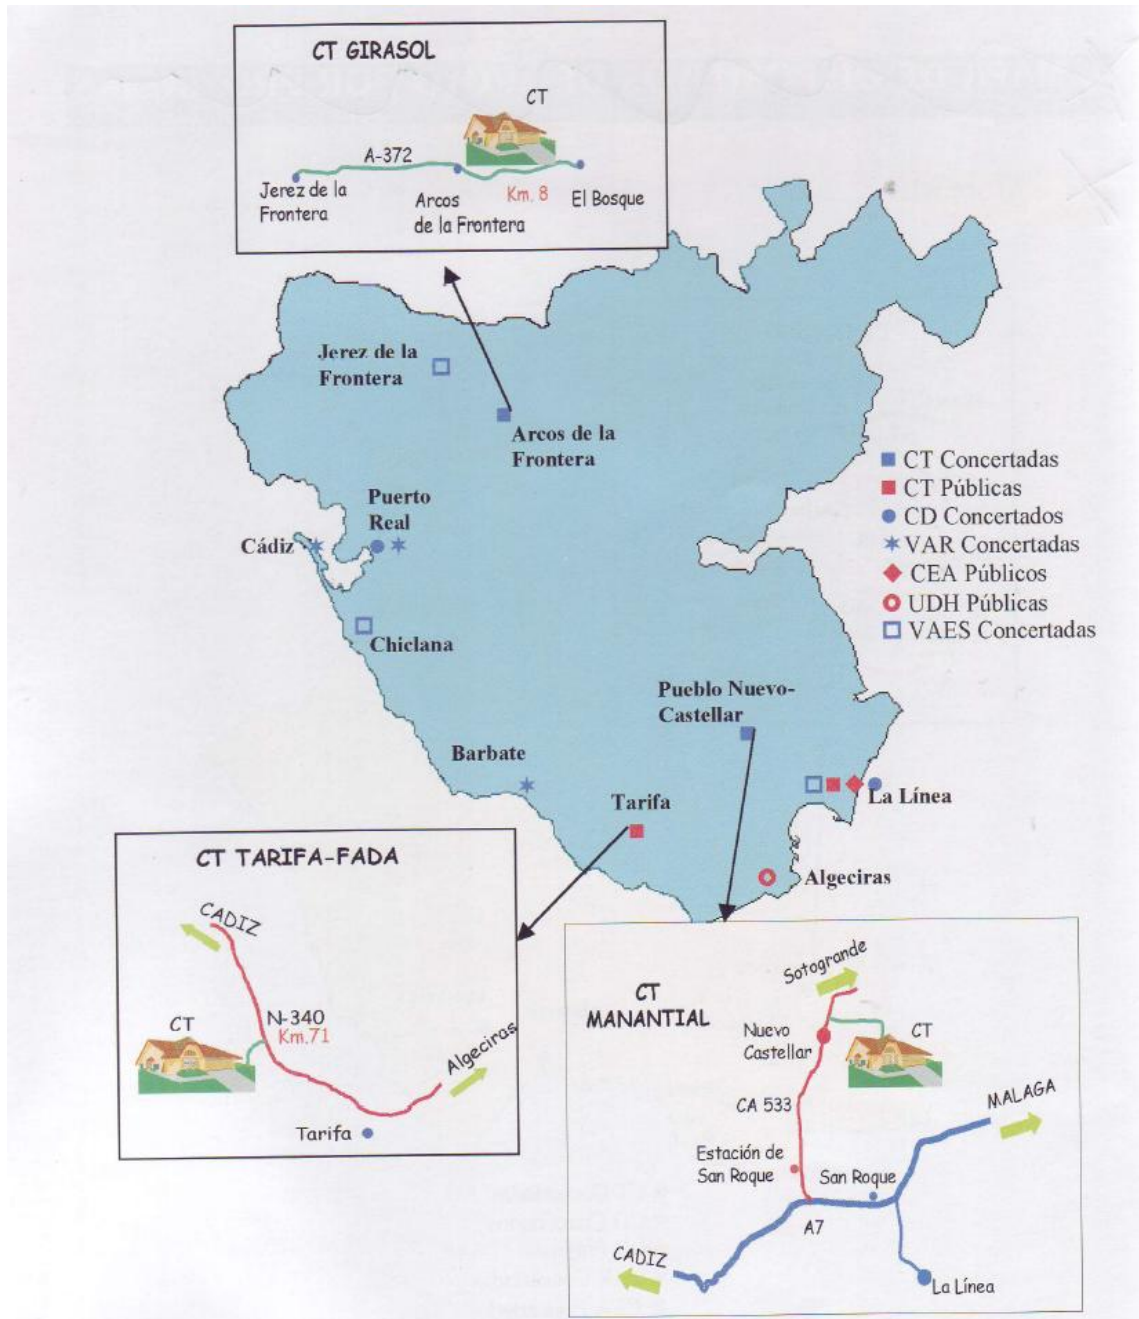 CT GIRASOL
CT
A-372
Jerez de la
Frontera
Arcos
de la Frontera
Km. 8
El Bosque
Jerez de la
Frontera
Arcos de la
Frontera
Puerto
Real
Cádiz
Chiclana
Pueblo Nuevo-
Castellar
Barbate
Tarifa
La Línea
Algeciras
CT Concertadas
CT Públicas
CD Concertados
VAR Concertadas
CEA Públicos
UDH Públicas
VAES Concertadas
CT TARIFA-FADA
CADIZ
CT
N-340
Km.71
Algeciras
Tarifa
CT
MANANTIAL
Sotogrande
Nuevo
Castellar
CT
CA 533
MALAGA
Estación de
San Roque
San Roque
A7
CADIZ
La Línea